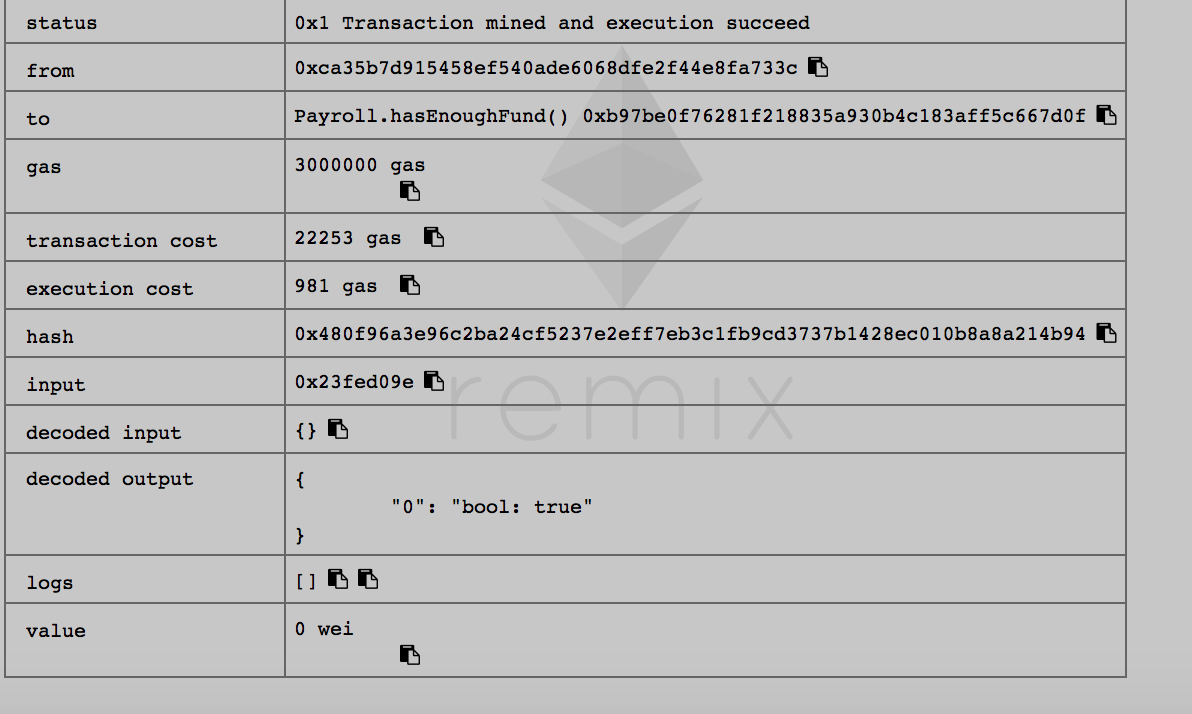 status 0x1 Transaction mined and execution succeed
from 0xca35b7d915458ef540ade6068dfe2f44e8fa733c
to Payroll.hasEnoughFund() 0xb97be0f76281f218835a930b4c183aff5c667d0f
gas 3000000 gas
transaction cost 22253 gas
execution cost 981 gas
hash 0x480f96a3e96c2ba24cf5237e2eff7eb3c1fb9cd3737b1428ec010b8a8a214b94
input 0x23fed09e
remix
decoded input {}
decoded output {
"0": "bool: true"
}
logs []
value 0 wei